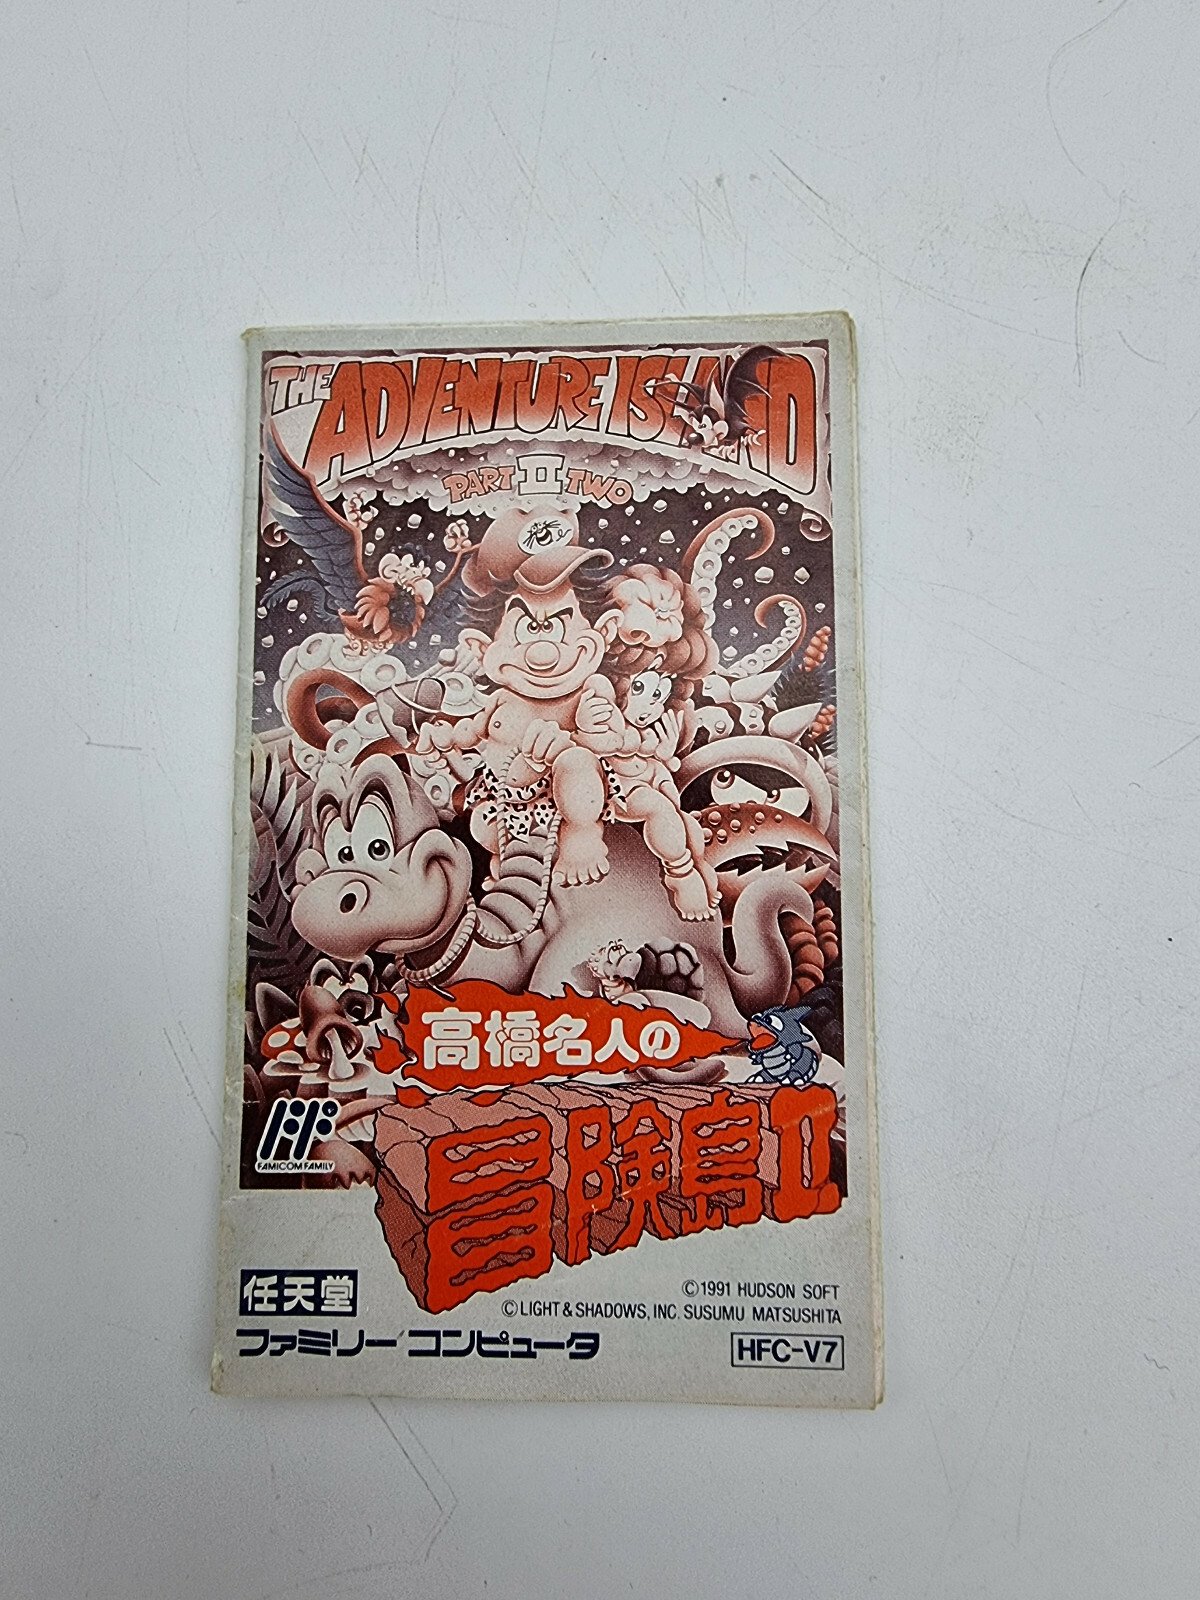 THE ADVENTURE ISLAND
PART II TWO
高橋名人の
冒険島II
FAMICOM FAMILY
©1991 HUDSON SOFT
©LIGHT & SHADOWS, INC. SUSUMU MATSUSHITA
任天堂
ファミリーコンピュータ
HFC-V7